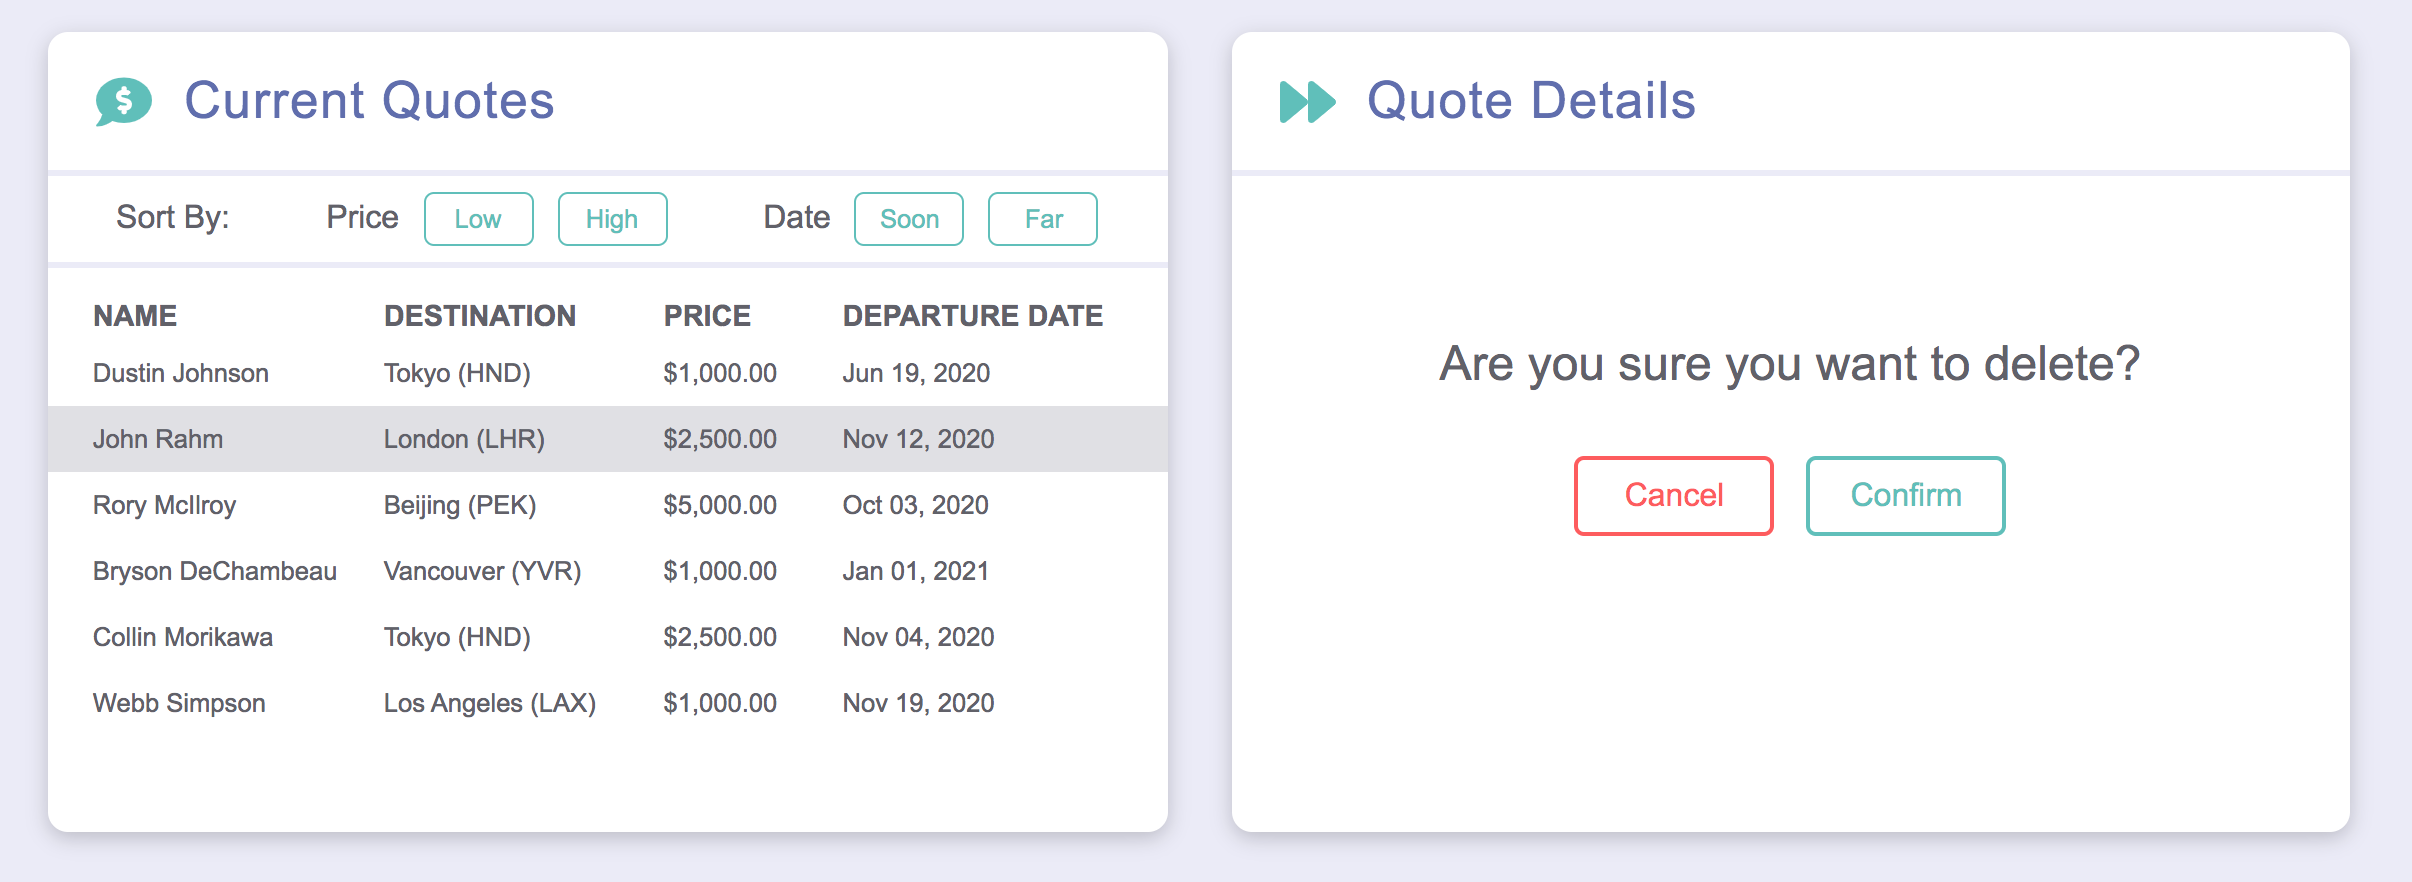 Current Quotes
Sort By: Price Low High Date Soon Far
NAME DESTINATION PRICE DEPARTURE DATE
Dustin Johnson Tokyo (HND) $1,000.00 Jun 19, 2020
John Rahm London (LHR) $2,500.00 Nov 12, 2020
Rory McIlroy Beijing (PEK) $5,000.00 Oct 03, 2020
Bryson DeChambeau Vancouver (YVR) $1,000.00 Jan 01, 2021
Collin Morikawa Tokyo (HND) $2,500.00 Nov 04, 2020
Webb Simpson Los Angeles (LAX) $1,000.00 Nov 19, 2020
Quote Details
Are you sure you want to delete?
Cancel Confirm